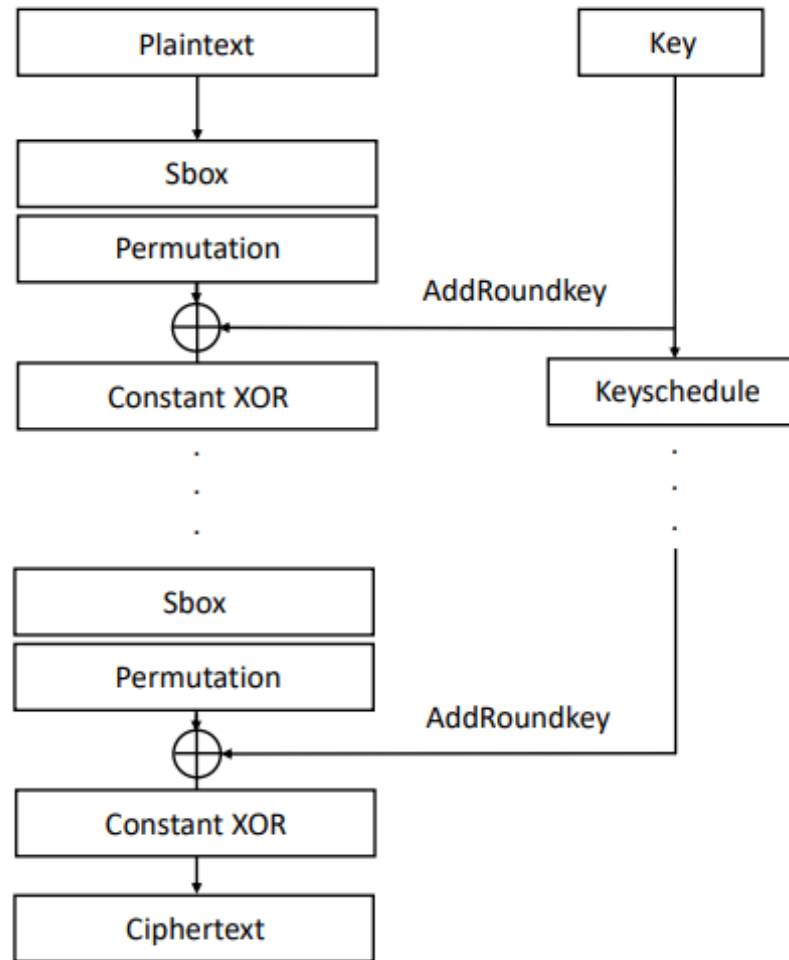 Plaintext
Key
Sbox
Permutation
AddRoundkey
Constant XOR
Keyschedule
.
.
.
.
.
.
Sbox
Permutation
AddRoundkey
Constant XOR
Ciphertext